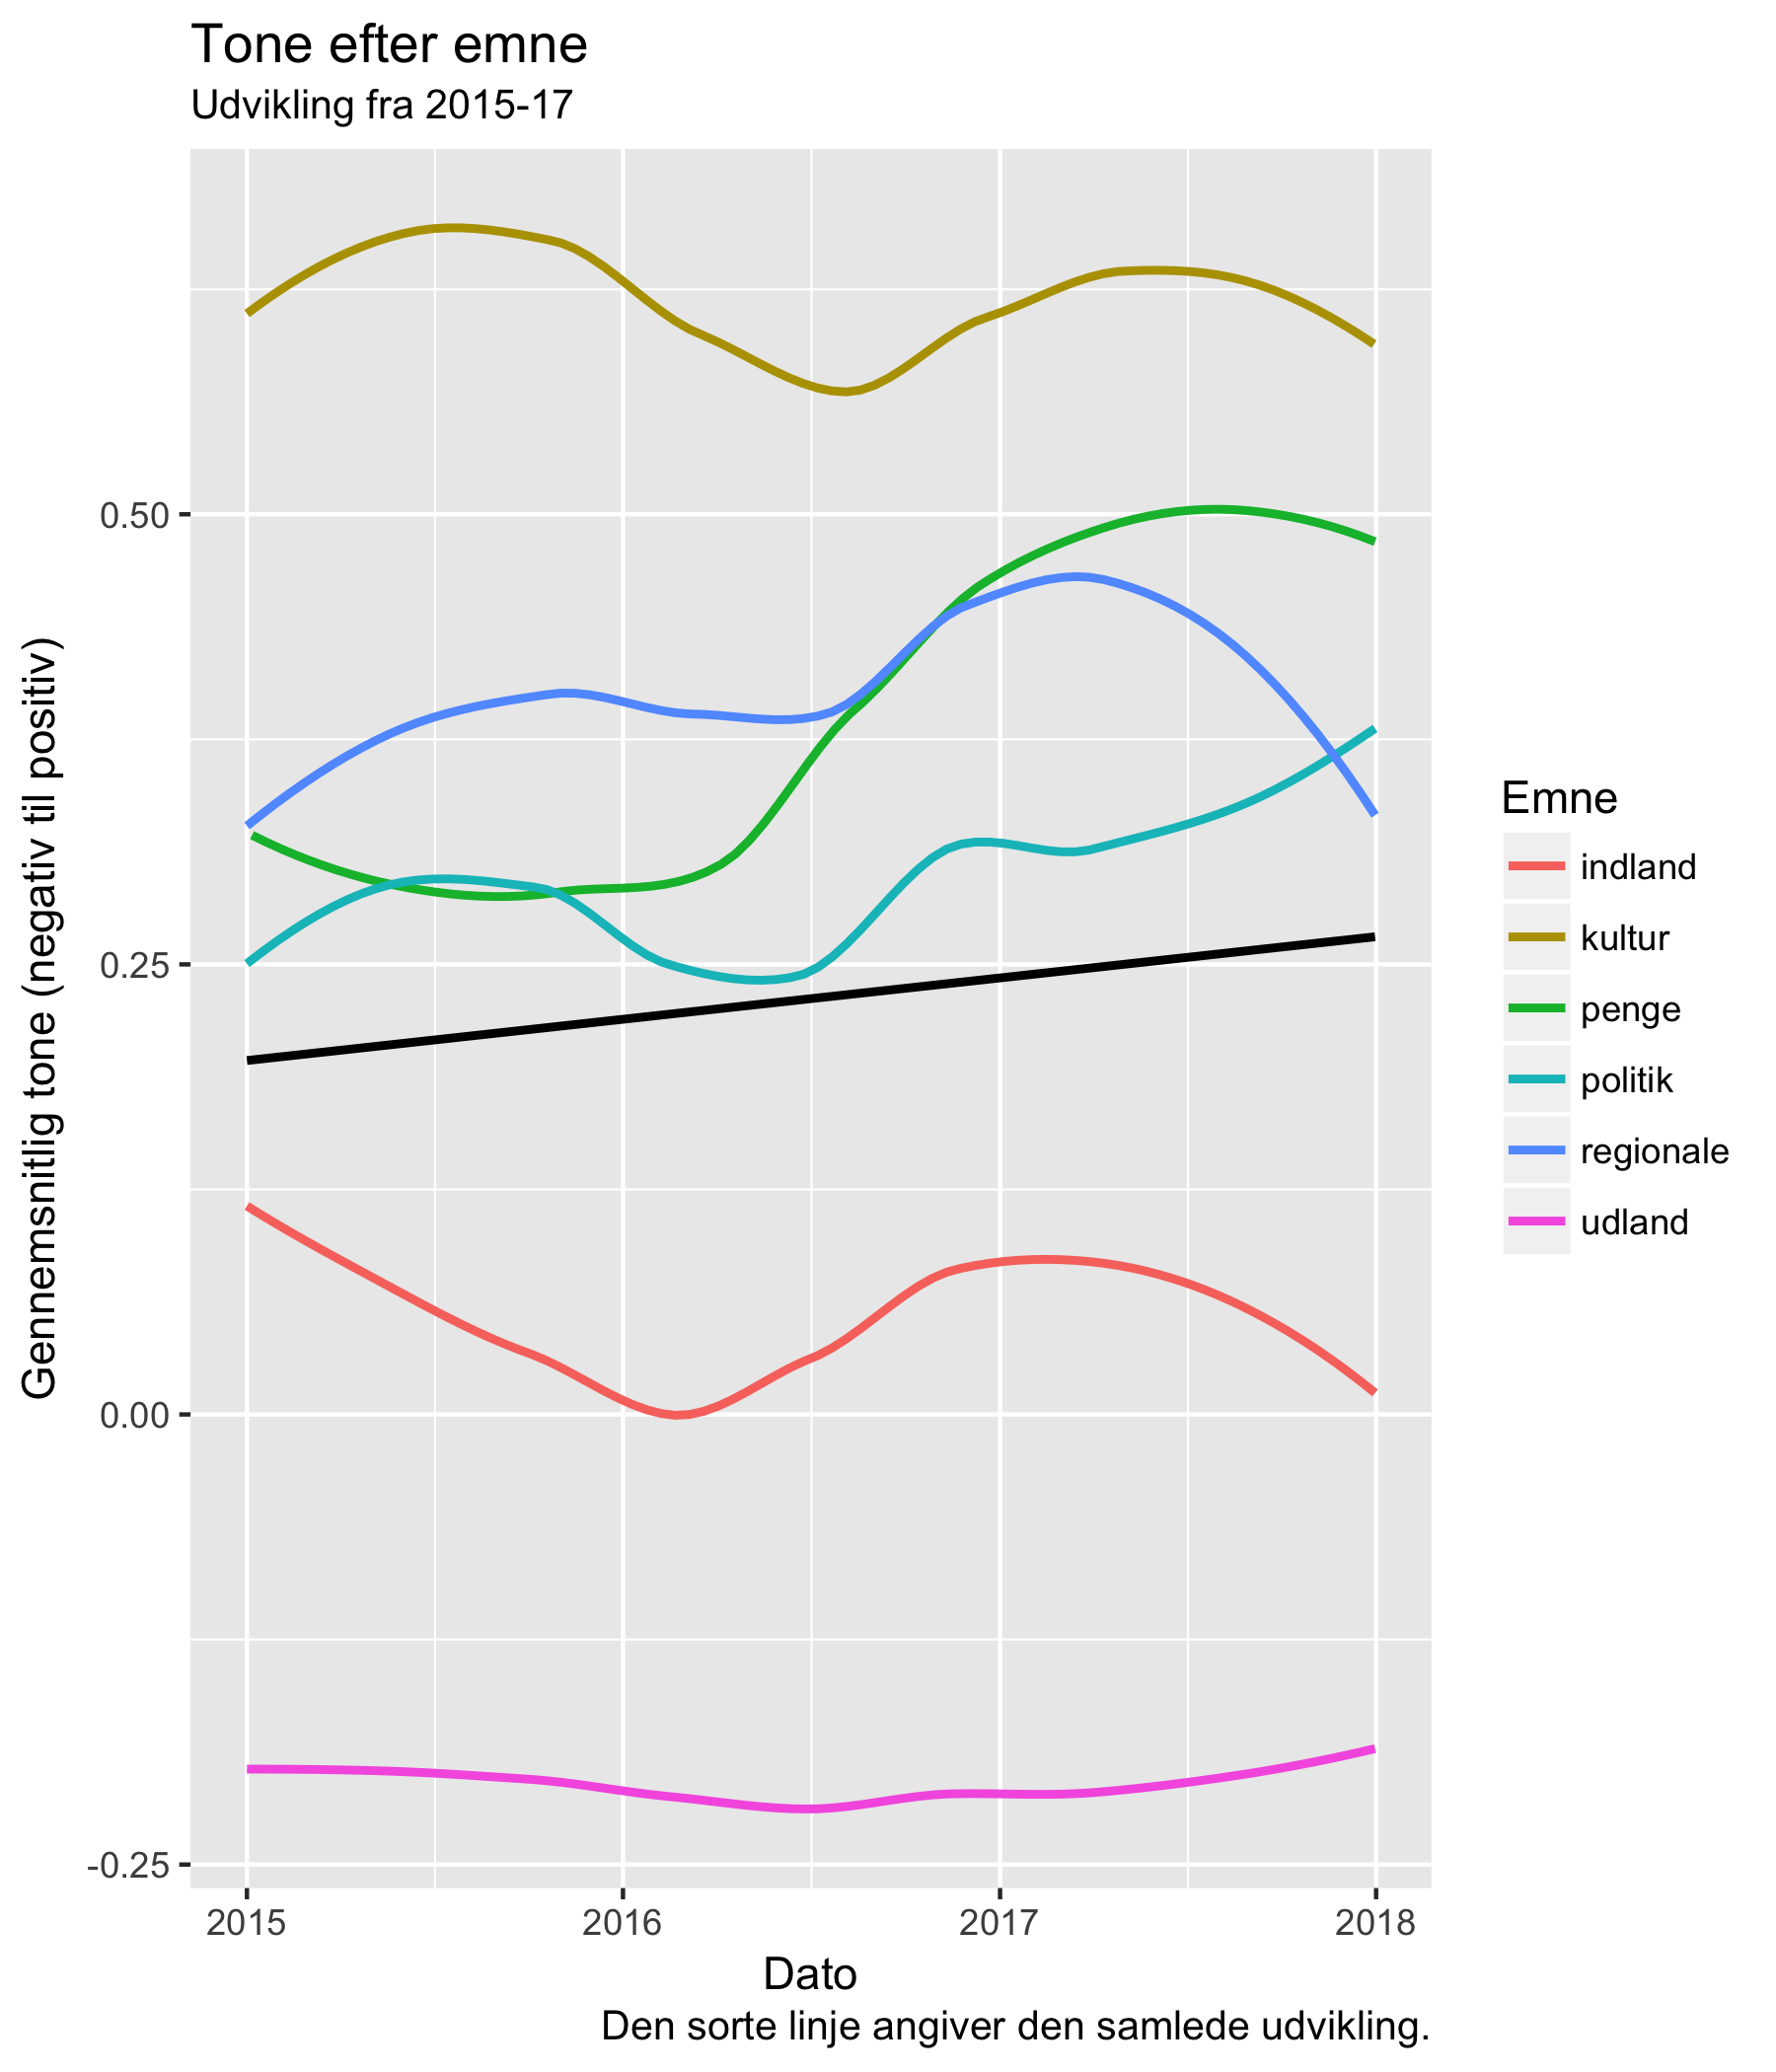 Tone efter emne
Udvikling fra 2015-17
Gennemsnitlig tone (negativ til positiv)
0.50
0.25
0.00
-0.25
2015
2016
2017
2018
Dato
Den sorte linje angiver den samlede udvikling.
Emne
indland
kultur
penge
politik
regionale
udland